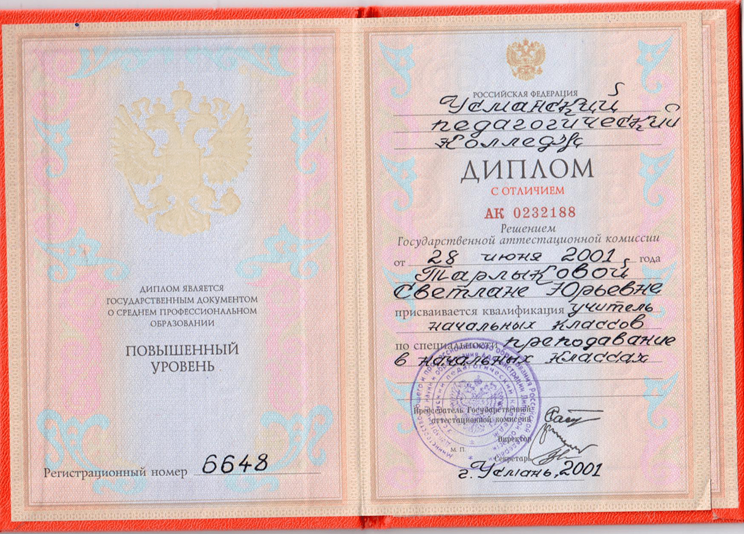 ДИПЛОМ ЯВЛЯЕТСЯ
ГОСУДАРСТВЕННЫМ ДОКУМЕНТОМ
О СРЕДНЕМ ПРОФЕССИОНАЛЬНОМ
ОБРАЗОВАНИИ
ПОВЫШЕННЫЙ
УРОВЕНЬ
Регистрационный номер 6648
РОССИЙСКАЯ ФЕДЕРАЦИЯ
Усманский
педагогический
колледж
ДИПЛОМ
С ОТЛИЧИЕМ
АК 0232188
Решением
Государственной аттестационной комиссии
от 28 июня 2001 года
Тарлыковой
Светлане Юрьевне
присваивается квалификация учитель
начальных классов
по специальности преподавание
в начальных классах
Председатель Государственной
аттестационной комиссии
Директор
Секретарь
М. П.
г. Усмань, 2001